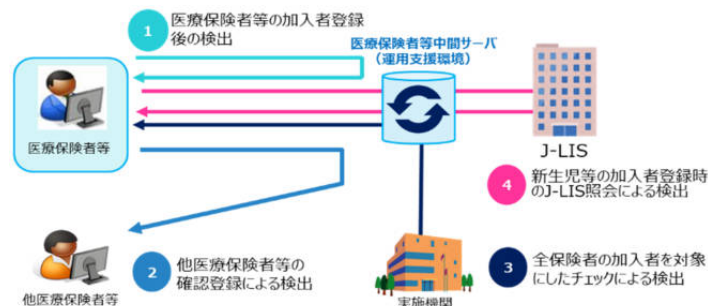 1
医療保険者等の加入者登録
後の検出
医療保険者等中間サーバ
(運用支援環境)
医療保険者等
J-LIS
4
新生児等の加入者登録時
のJ-LIS照会による検出
2
他医療保険者等の
確認登録による検出
3
全保険者の加入者を対象
にしたチェックによる検出
他医療保険者等
実施機関